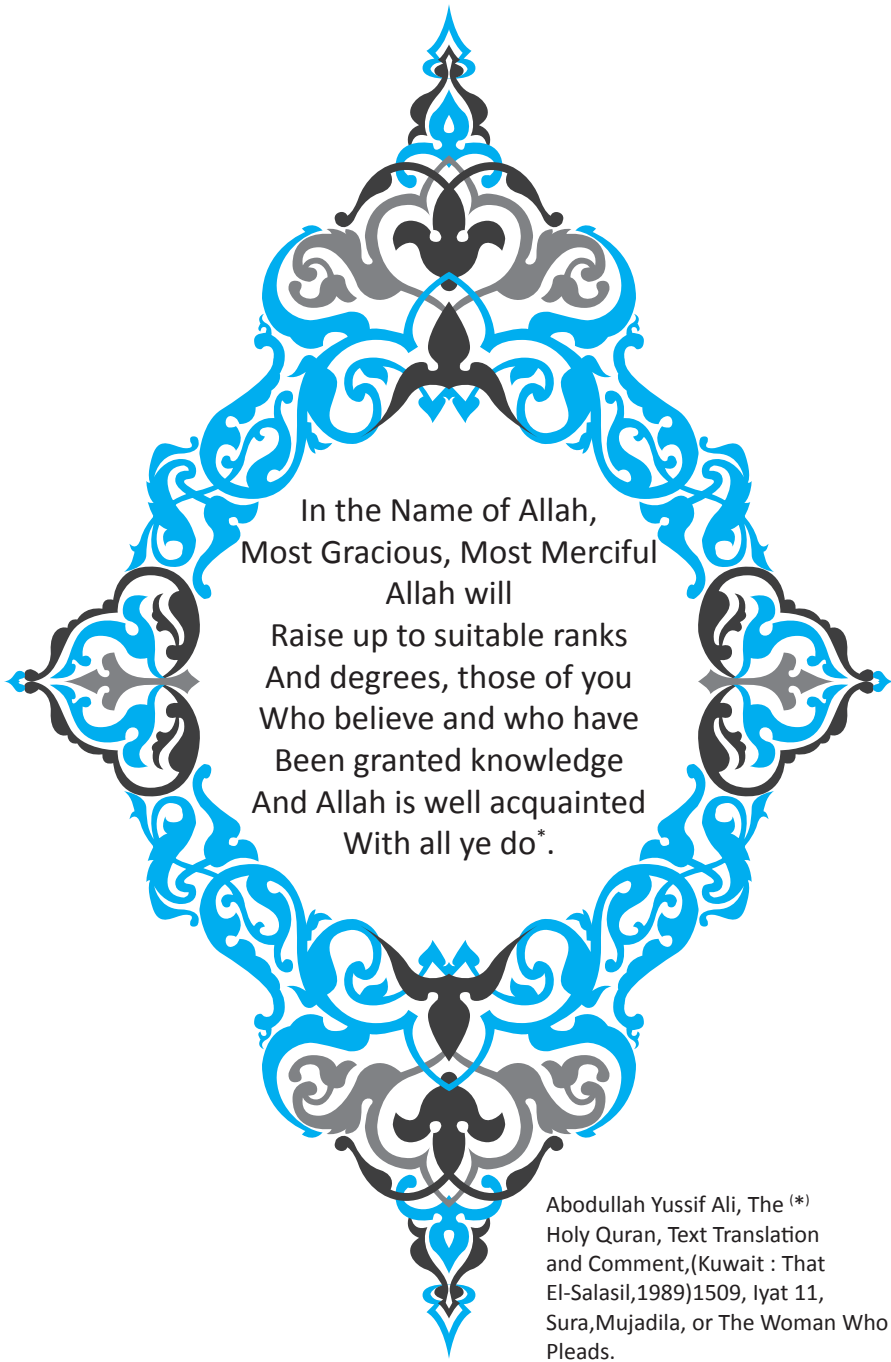 In the Name of Allah,
Most Gracious, Most Merciful
Allah will
Raise up to suitable ranks
And degrees, those of you
Who believe and who have
Been granted knowledge
And Allah is well acquainted
With all ye do*.
Abodullah Yussif Ali, The (*)
Holy Quran, Text Translation
and Comment,(Kuwait : That
El-Salasil,1989)1509, Iyat 11,
Sura,Mujadila, or The Woman Who
Pleads.